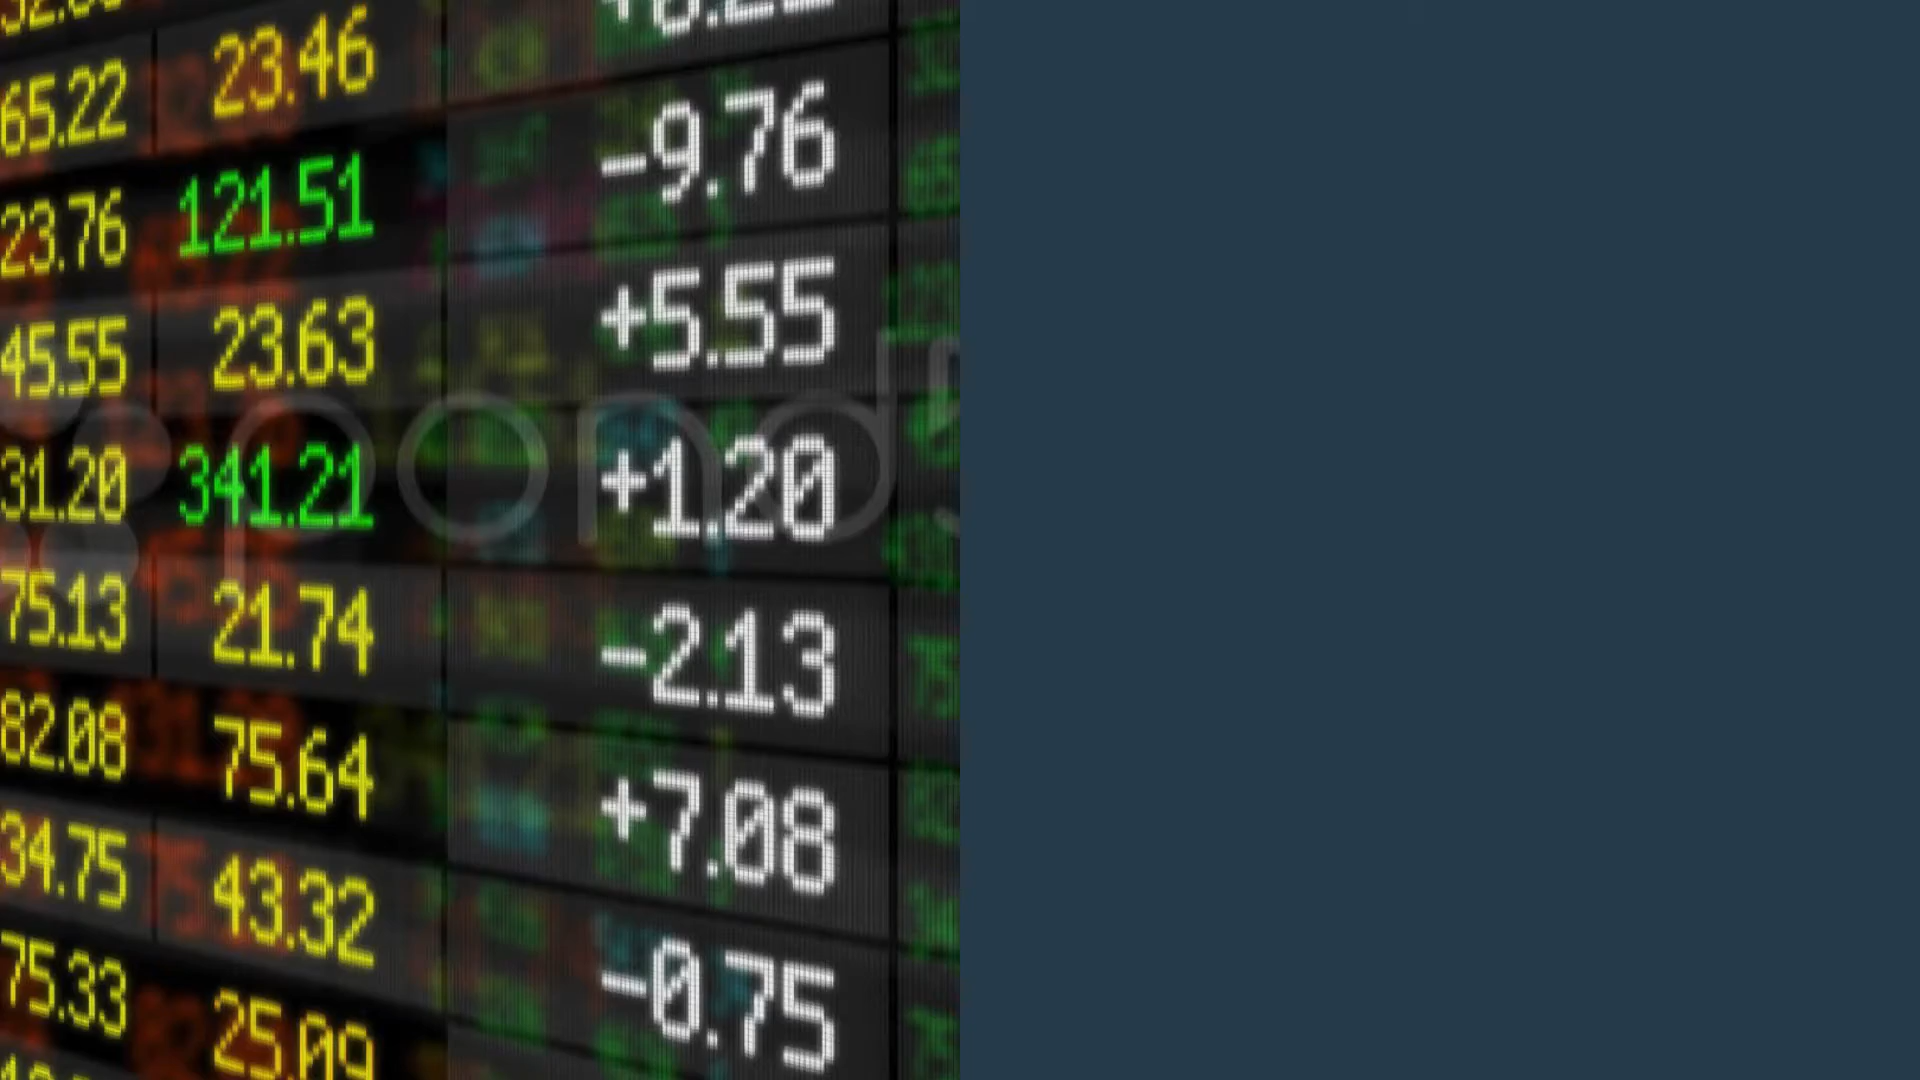 65.22 23.46
23.76 121.51 -9.76
45.55 23.63 +5.55
31.20 341.21 +1.20
75.13 21.74 -2.13
82.08 75.64 +7.08
34.75 43.32 -0.75
75.33 25.09
pond5